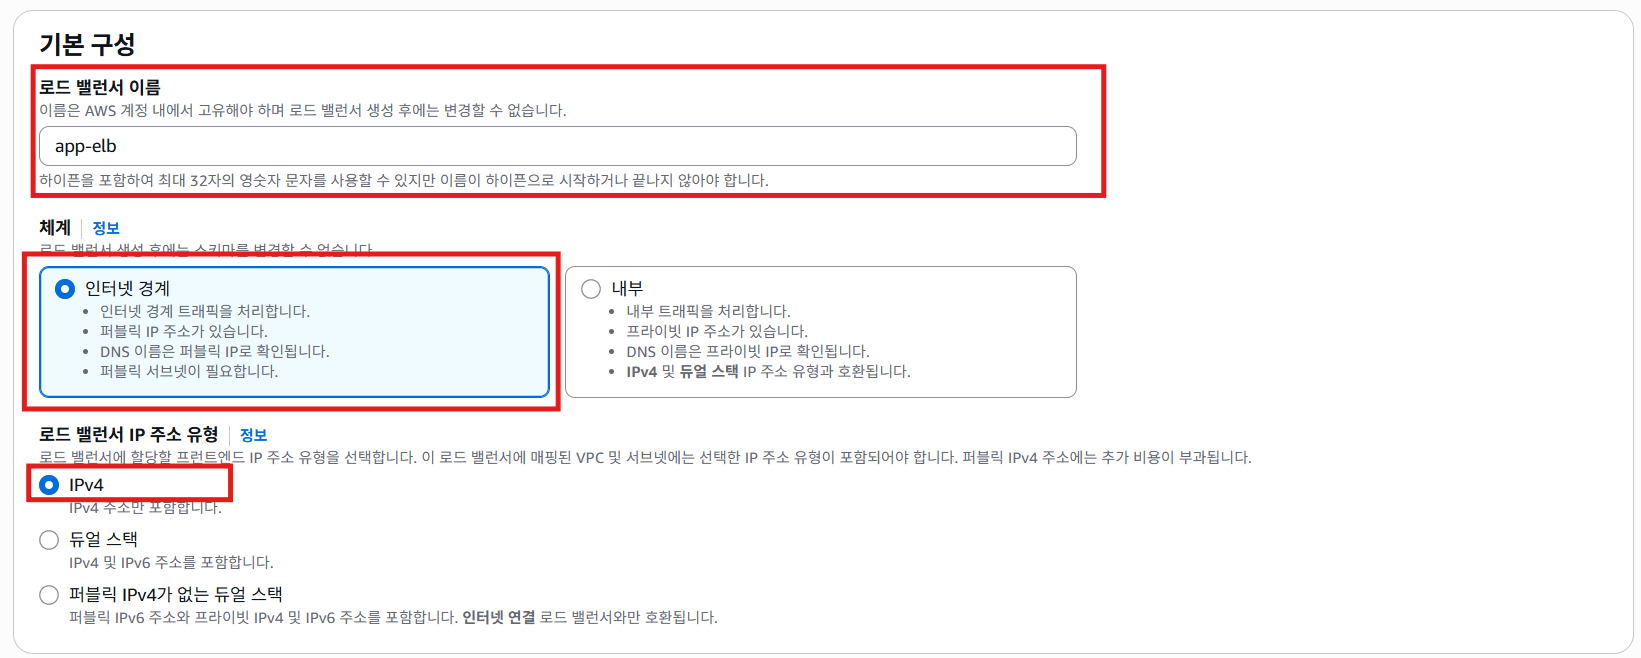 기본 구성
로드 밸런서 이름
이름은 AWS 계정 내에서 고유해야 하며 로드 밸런서 생성 후에는 변경할 수 없습니다.
app-elb
하이픈을 포함하여 최대 32자의 영숫자 문자를 사용할 수 있지만 이름이 하이픈으로 시작하거나 끝나지 않아야 합니다.
체계 정보
로드 밸런서 생성 후에는 스키마를 변경할 수 없습니다.
인터넷 경계
• 인터넷 경계 트래픽을 처리합니다.
• 퍼블릭 IP 주소가 있습니다.
• DNS 이름은 퍼블릭 IP로 확인됩니다.
• 퍼블릭 서브넷이 필요합니다.
내부
• 내부 트래픽을 처리합니다.
• 프라이빗 IP 주소가 있습니다.
• DNS 이름은 프라이빗 IP로 확인됩니다.
• IPv4 및 듀얼 스택 IP 주소 유형과 호환됩니다.
로드 밸런서 IP 주소 유형 정보
로드 밸런서에 할당할 프런트엔드 IP 주소 유형을 선택합니다. 이 로드 밸런서에 매핑된 VPC 및 서브넷에는 선택한 IP 주소 유형이 포함되어야 합니다. 퍼블릭 IPv4 주소에는 추가 비용이 부과됩니다.
IPv4
IPv4 주소만 포함합니다.
듀얼 스택
IPv4 및 IPv6 주소를 포함합니다.
퍼블릭 IPv4가 없는 듀얼 스택
퍼블릭 IPv6 주소와 프라이빗 IPv4 및 IPv6 주소를 포함합니다. 인터넷 연결 로드 밸런서와만 호환됩니다.